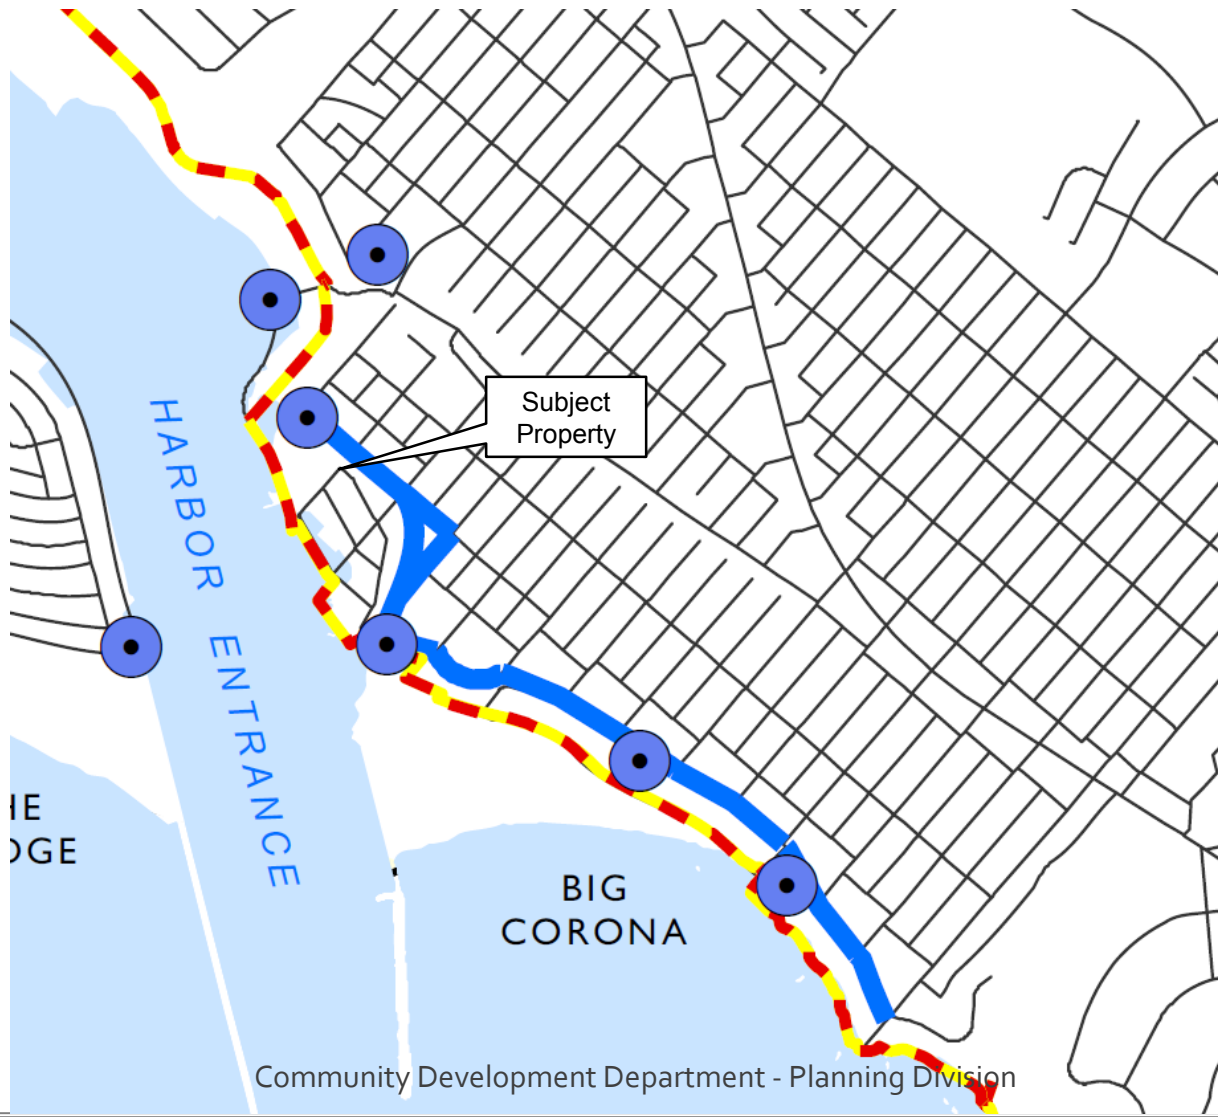 Subject
Property
HARBOR ENTRANCE
HE
DGE
BIG
CORONA
Community Development Department - Planning Division